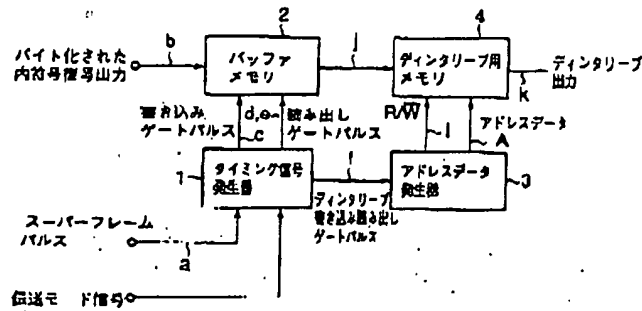 2
4
バイト化された
内符号復号出力
b
バッファ
メモリ
j
ディンタリーブ用
メモリ
ディンタリーブ
出力
k
書き込み
ゲートパルス
c
d,e
読み出し
ゲートパルス
R/W
i
アドレスデータ
A
1
タイミング信号
発生器
f
アドレスデータ
発生器
3
ディンタリーブ
書き込み読み出し
ゲートパルス
スーパーフレーム
パルス
a
伝送モード信号